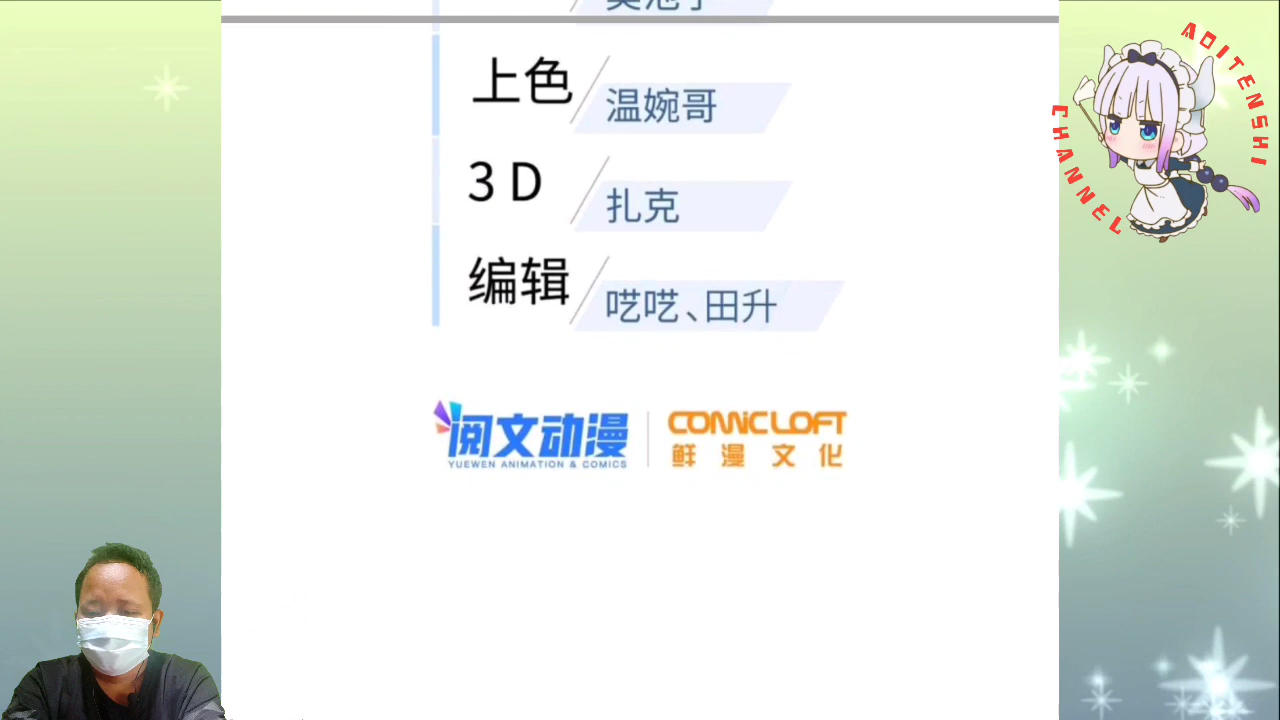 上色
温婉哥
3D
扎克
编辑
呓呓、田升
阅文动漫
YUEWEN ANIMATION & COMICS
COMICLOFT
鲜漫文化
AOITENSHI
CHANNEL